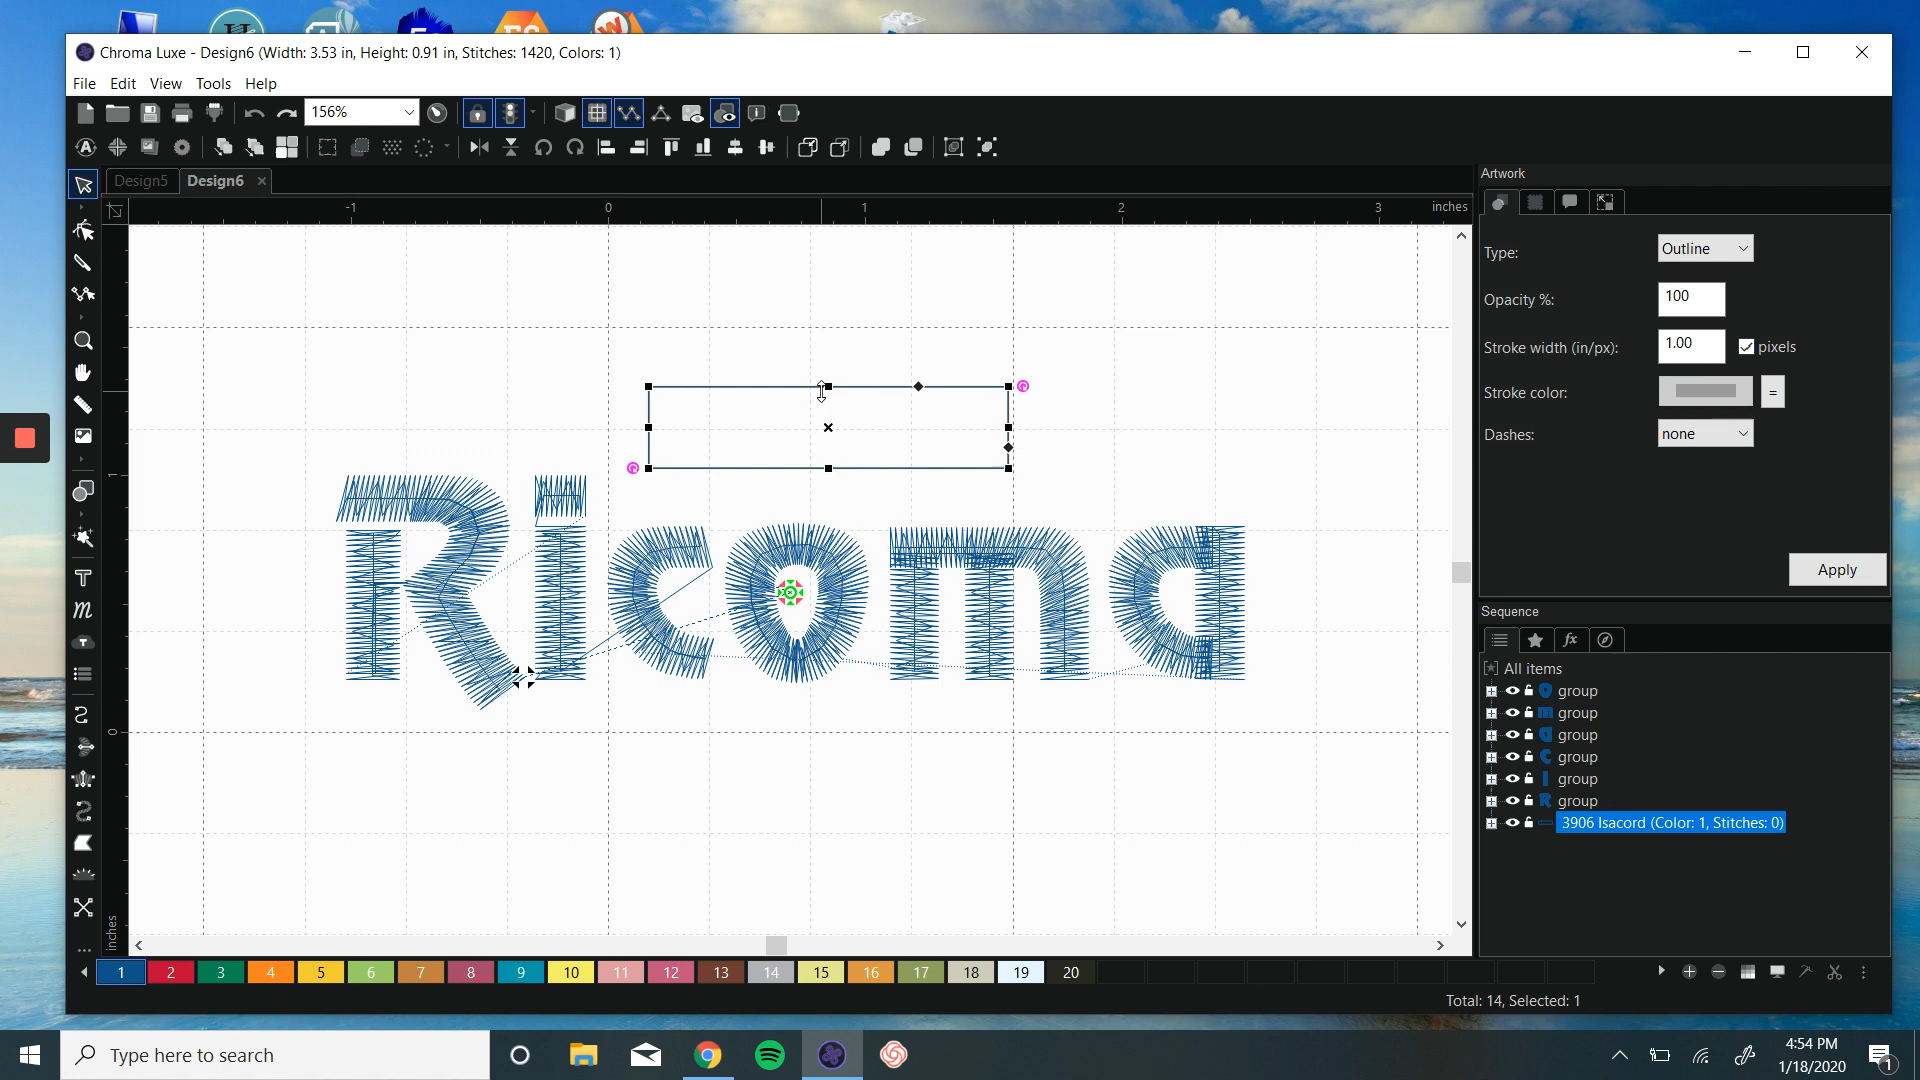 Chroma Luxe - Design6 (Width: 3.53 in, Height: 0.91 in, Stitches: 1420, Colors: 1)
File Edit View Tools Help
156%
Design5 Design6
-1 0 1 2 3 inches
Artwork
Type: Outline
Opacity %: 100
Stroke width (in/px): 1.00 pixels
Stroke color: =
Dashes: none
Apply
1
0
inches
Ricoma
Sequence
All items
group
group
group
group
group
group
3906 Isacord (Color: 1, Stitches: 0)
1 2 3 4 5 6 7 8 9 10 11 12 13 14 15 16 17 18 19 20
Total: 14, Selected: 1
Type here to search
4:54 PM
1/18/2020
1